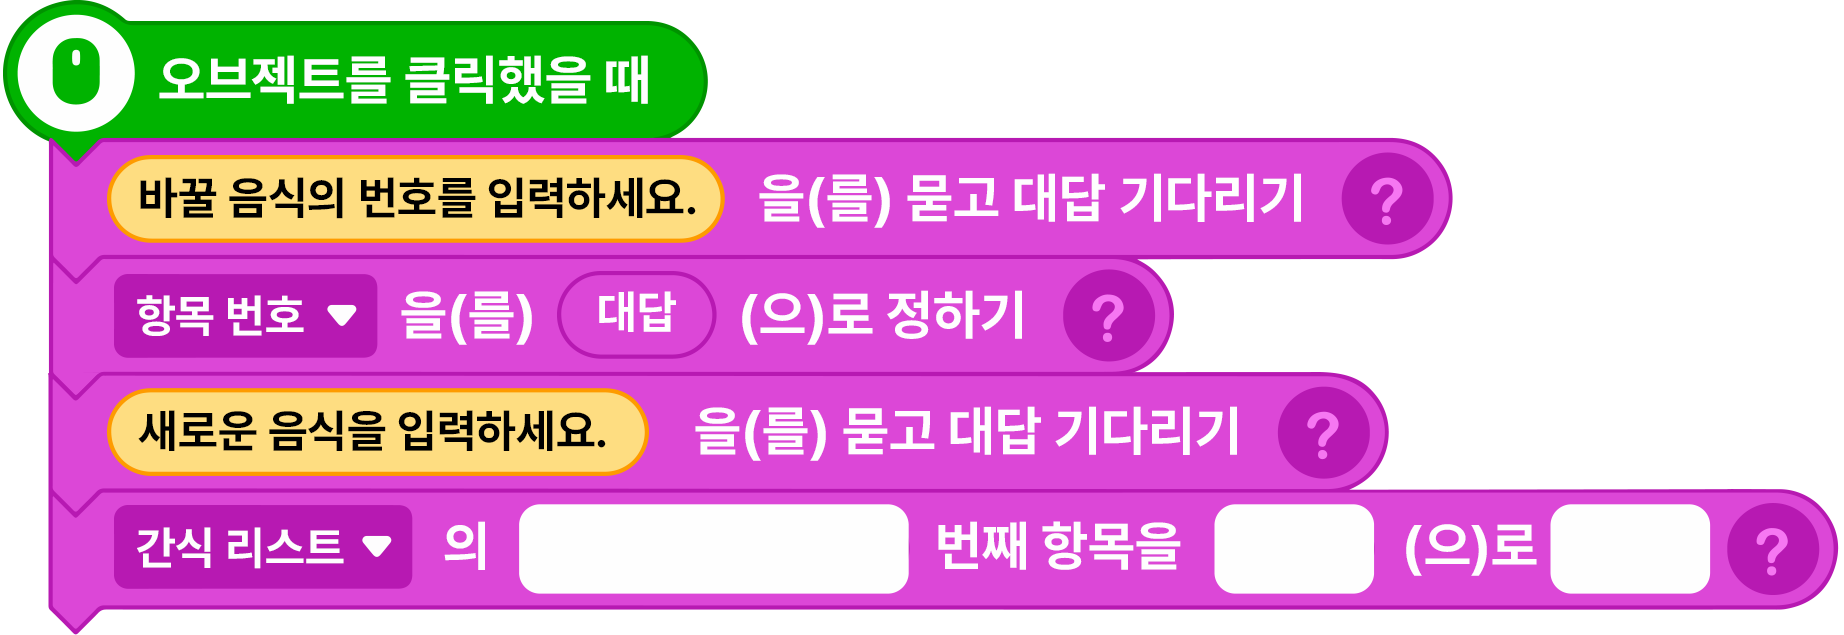 오브젝트를 클릭했을 때
바꿀 음식의 번호를 입력하세요. 을(를) 묻고 대답 기다리기 ?
항목 번호 을(를) 대답 (으)로 정하기 ?
새로운 음식을 입력하세요. 을(를) 묻고 대답 기다리기 ?
간식 리스트 의 번째 항목을 (으)로 ?